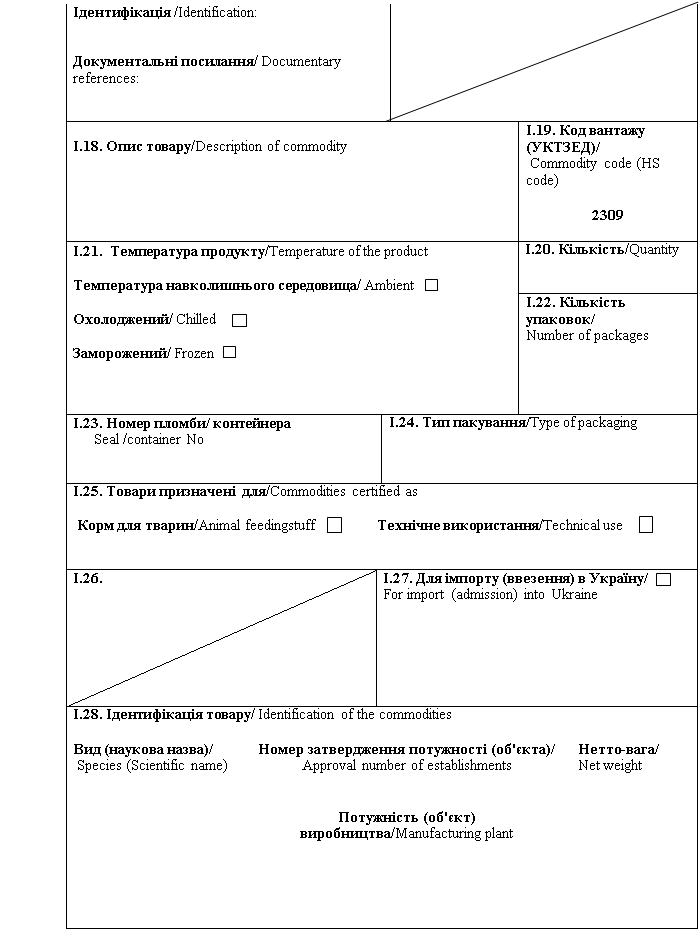 Ідентифікація /Identification:
Документальні посилання/ Documentary
references:
I.18. Опис товару/Description of commodity
I.19. Код вантажу
(УКТЗЕД)/
Commodity code (HS
code)
2309
I.21. Температура продукту/Temperature of the product
Температура навколишнього середовища/ Ambient
Охолоджений/ Chilled
Заморожений/ Frozen
I.20. Кількість/Quantity
I.22. Кількість
упаковок/
Number of packages
I.23. Номер пломби/ контейнера
Seal /container No
I.24. Тип пакування/Type of packaging
I.25. Товари призначені для/Commodities certified as
Корм для тварин/Animal feedingstuff
Технічне використання/Technical use
I.26.
I.27. Для імпорту (ввезення) в Україну/
For import (admission) into Ukraine
I.28. Ідентифікація товару/ Identification of the commodities
Вид (наукова назва)/
Species (Scientific name)
Номер затвердження потужності (об'єкта)/
Approval number of establishments
Нетто-вага/
Net weight
Потужність (об'єкт)
виробництва/Manufacturing plant